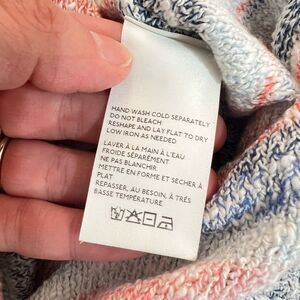 HAND WASH COLD SEPARATELY
DO NOT BLEACH
RESHAPE AND LAY FLAT TO DRY
LOW IRON AS NEEDED
LAVER À LA MAIN À L'EAU
FROIDE SÉPARÉMENT
NE PAS BLANCHIR
METTRE EN FORME ET SECHER À
PLAT
REPASSER, AU BESOIN, À TRÈS
BASSE TEMPÉRATURE